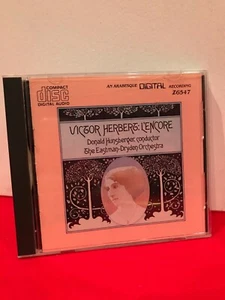 COMPACT
disc
DIGITAL AUDIO
AN ARABESQUE DIGITAL RECORDING
Z6547
VICTOR HERBERT: L'ENCORE
Donald Hunsberger, conductor
The Eastman-Dryden Orchestra